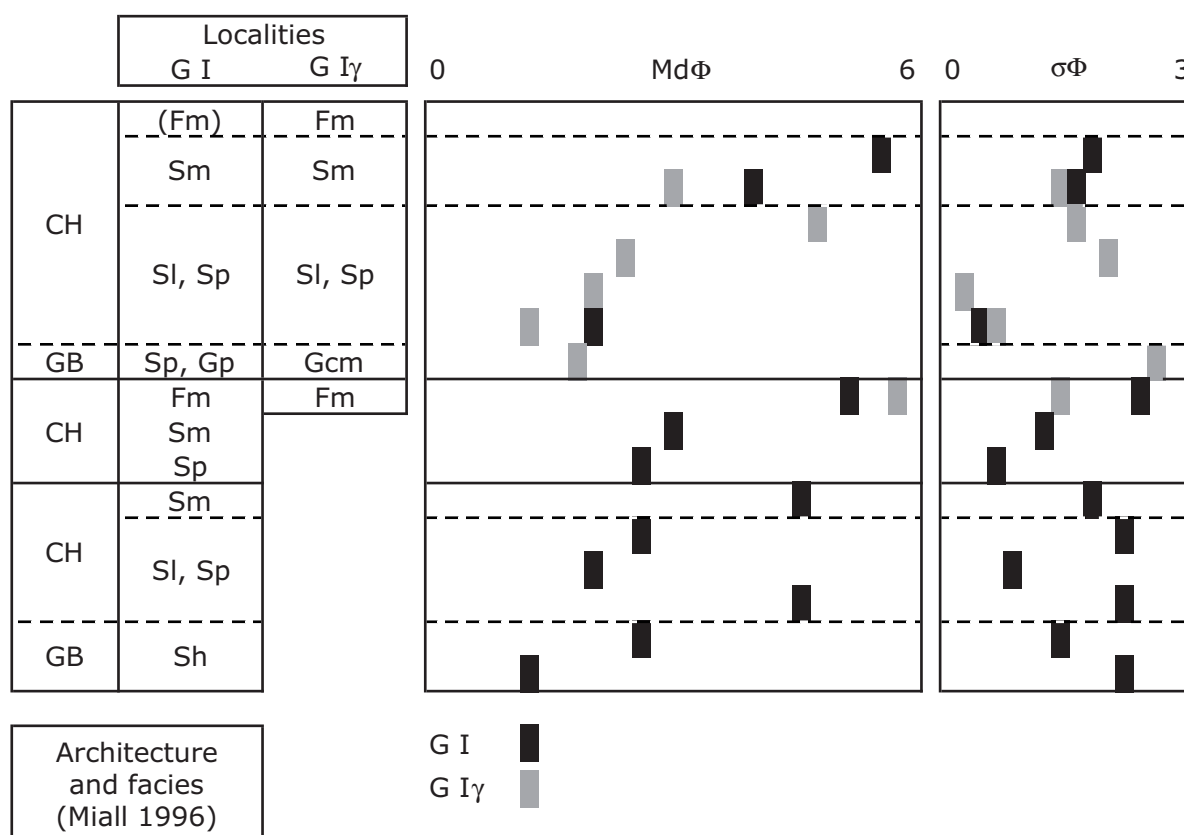 Localities
G I G Iγ
0 MdΦ 6 0 σΦ 3
(Fm) Fm
Sm Sm
CH
Sl, Sp Sl, Sp
GB Sp, Gp Gcm
Fm Fm
CH Sm
Sp
Sm
CH
Sl, Sp
GB Sh
G I
G Iγ
Architecture
and facies
(Miall 1996)